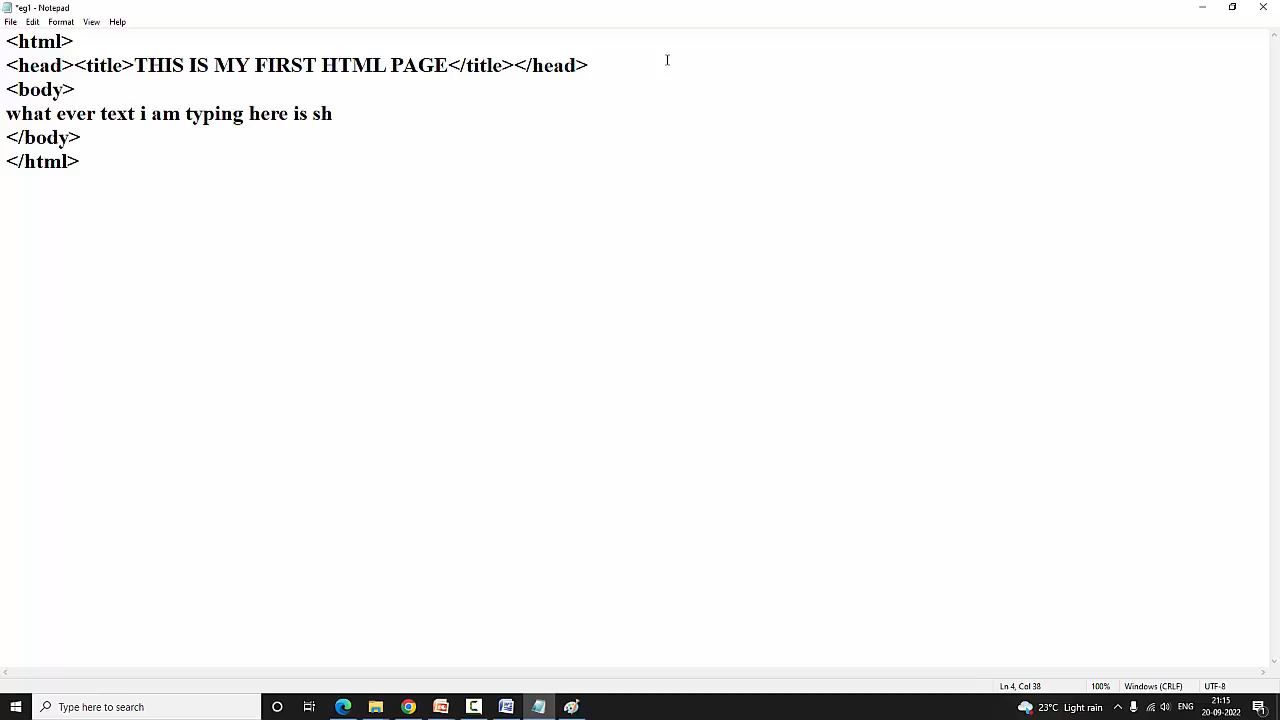 *eg1 - Notepad
File Edit Format View Help
<html>
<head><title>THIS IS MY FIRST HTML PAGE</title></head>
<body>
what ever text i am typing here is sh
</body>
</html>
Ln 4, Col 38 100% Windows (CRLF) UTF-8
Type here to search 23°C Light rain ENG 21:15
20-09-2022